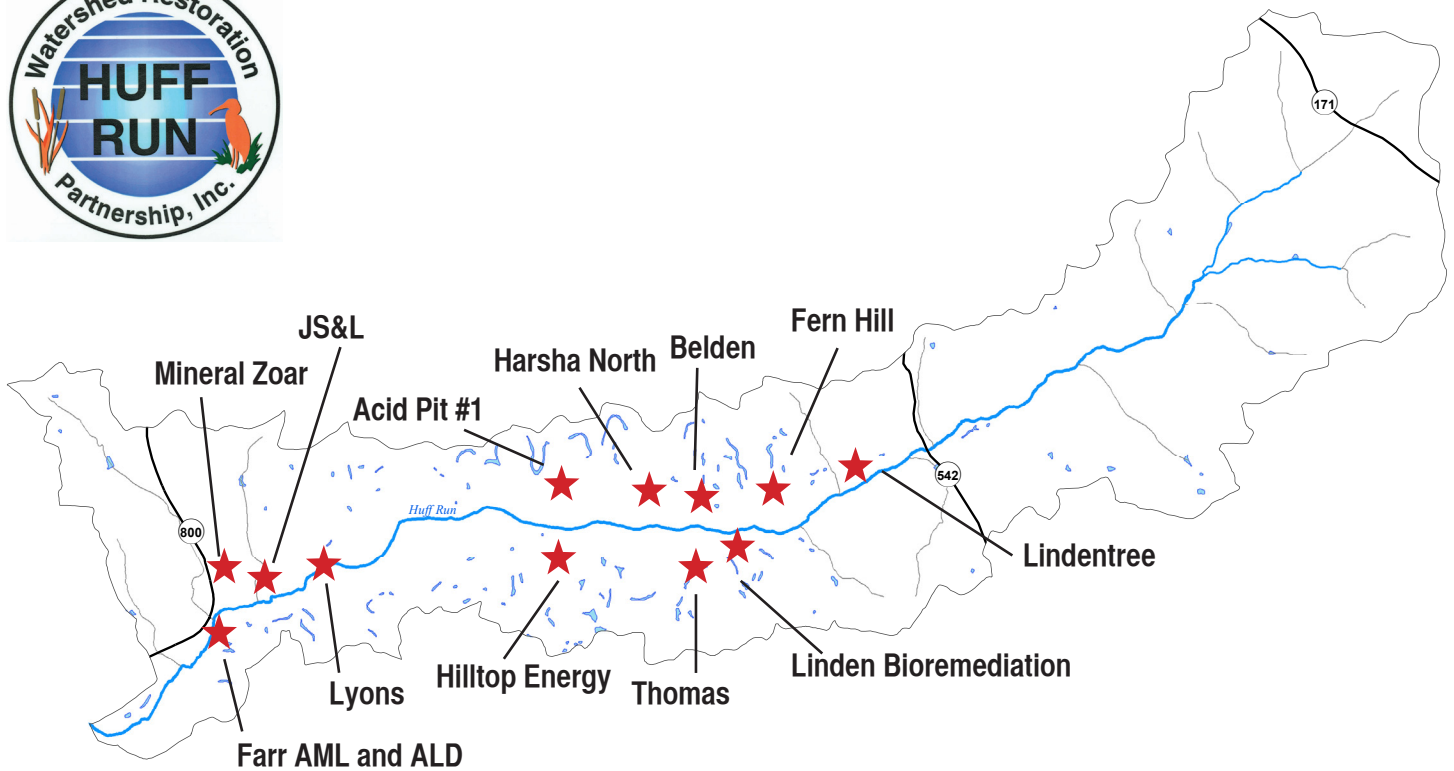 Watershed Restoration
HUFF
RUN
Partnership, Inc.
171
JS&L
Fern Hill
Belden
Harsha North
Mineral Zoar
Acid Pit #1
542
Huff Run
800
Lindentree
Linden Bioremediation
Hilltop Energy
Thomas
Lyons
Farr AML and ALD